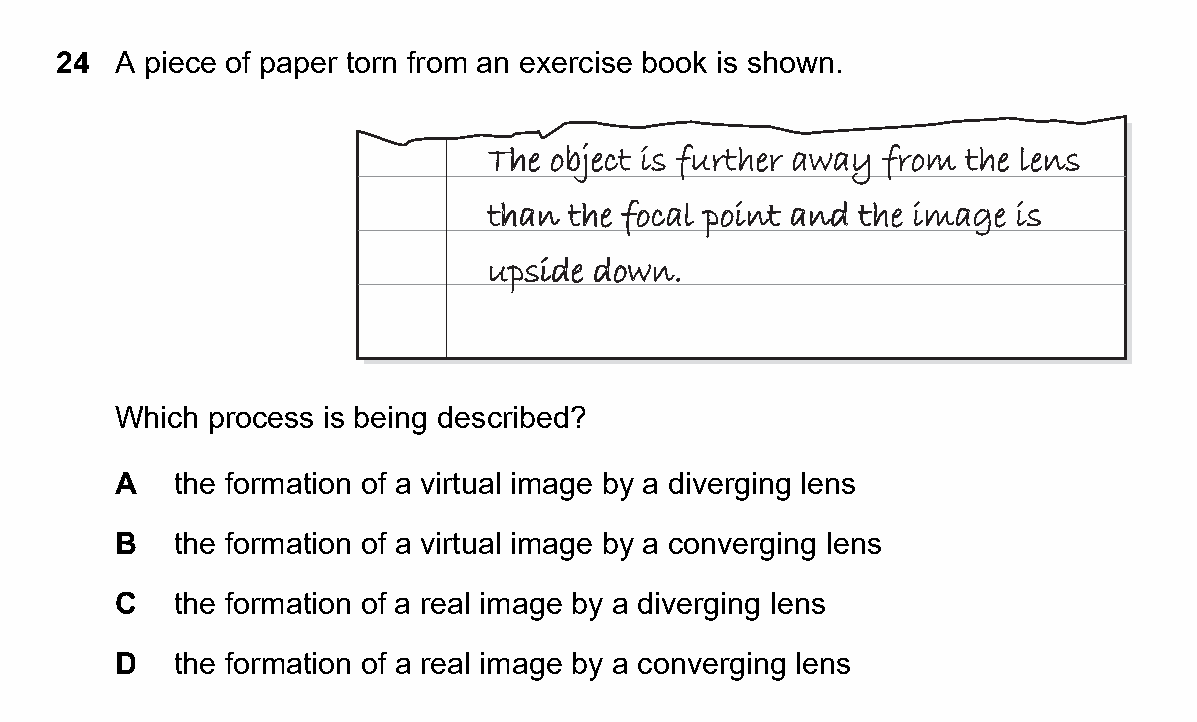 24 A piece of paper torn from an exercise book is shown.
The object is further away from the lens
than the focal point and the image is
upside down.
Which process is being described?
A the formation of a virtual image by a diverging lens
B the formation of a virtual image by a converging lens
C the formation of a real image by a diverging lens
D the formation of a real image by a converging lens